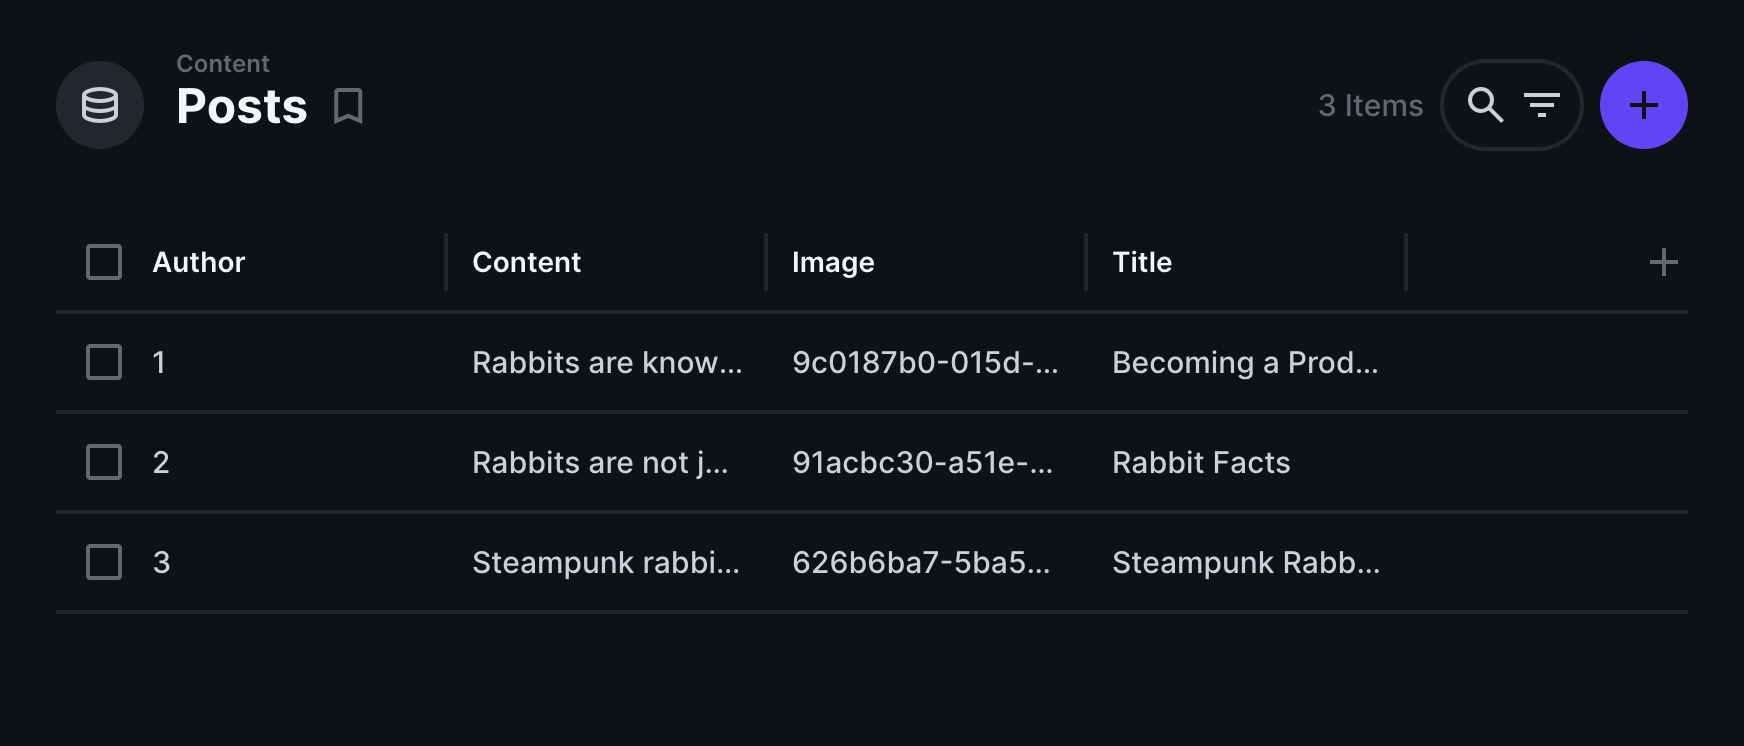 Content
Posts
3 Items
Author Content Image Title
1 Rabbits are know... 9c0187b0-015d-... Becoming a Prod...
2 Rabbits are not j... 91acbc30-a51e-... Rabbit Facts
3 Steampunk rabbi... 626b6ba7-5ba5... Steampunk Rabb...